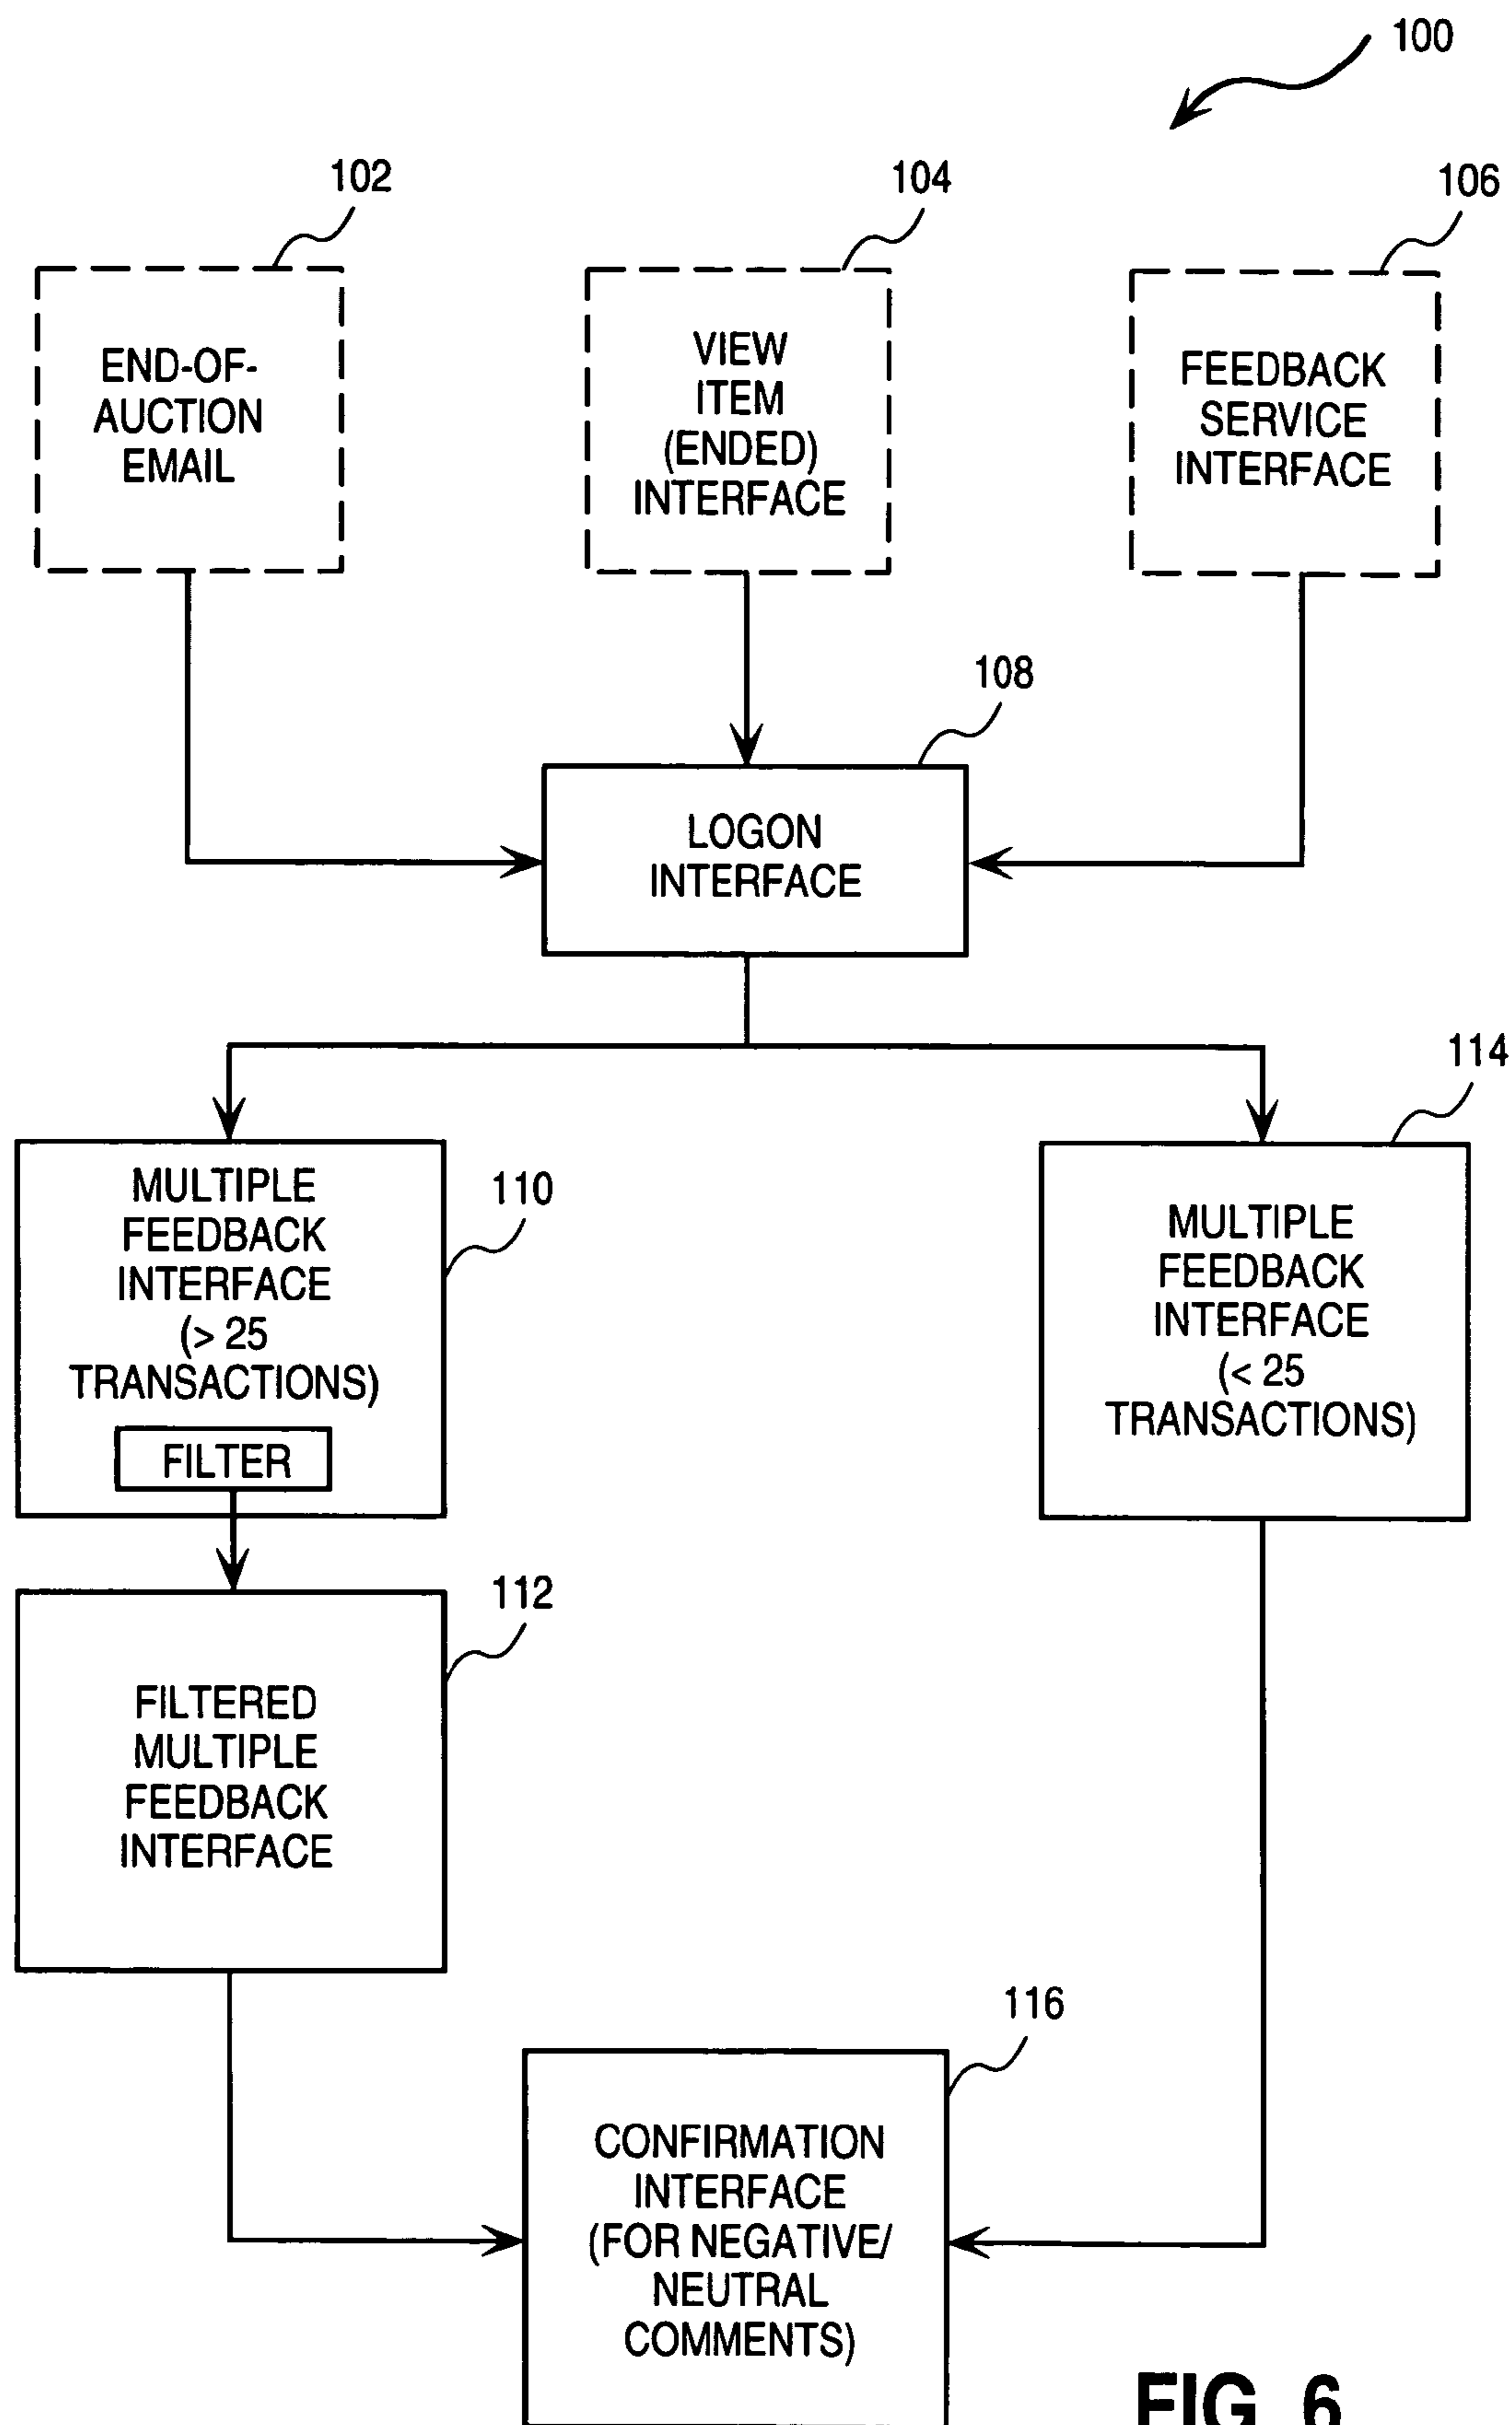 100
102
104
106
END-OF-
AUCTION
EMAIL
VIEW
ITEM
(ENDED)
INTERFACE
FEEDBACK
SERVICE
INTERFACE
108
LOGON
INTERFACE
114
110
MULTIPLE
FEEDBACK
INTERFACE
(> 25
TRANSACTIONS)
FILTER
MULTIPLE
FEEDBACK
INTERFACE
(< 25
TRANSACTIONS)
112
FILTERED
MULTIPLE
FEEDBACK
INTERFACE
116
CONFIRMATION
INTERFACE
(FOR NEGATIVE/
NEUTRAL
COMMENTS)
FIG. 6